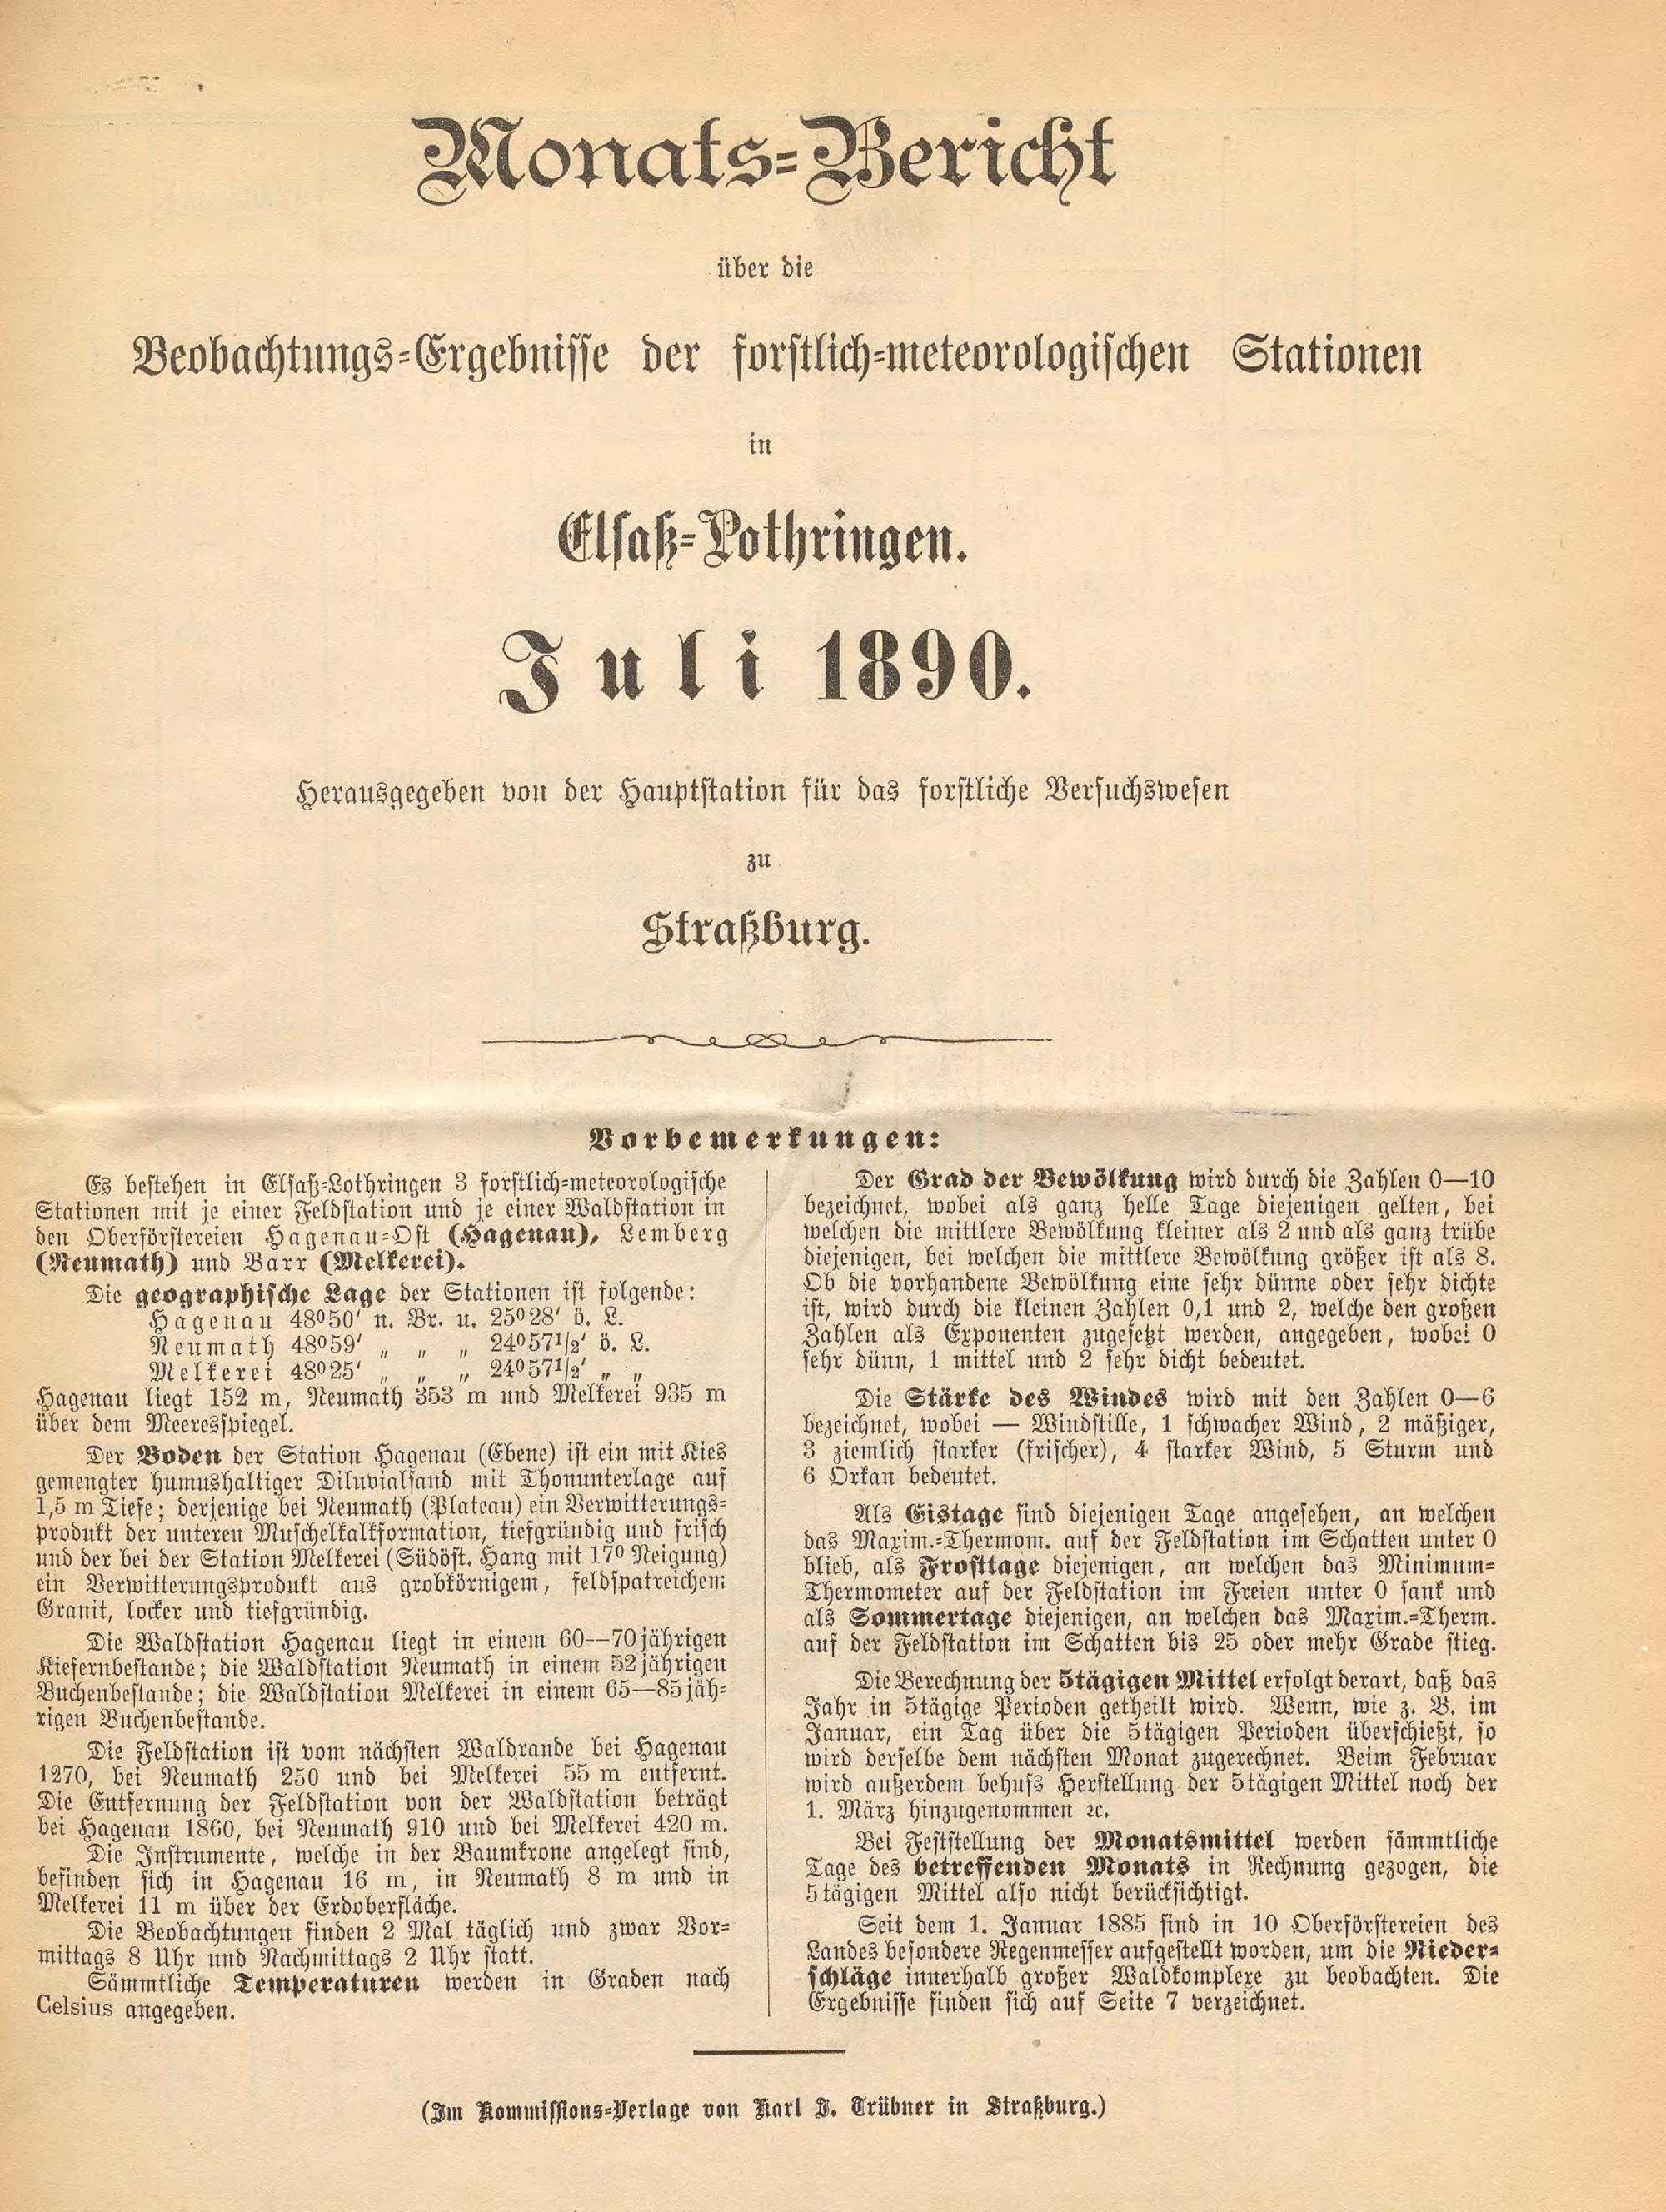 Monats=Bericht
über die
Beobachtungs=Ergebnisse der forstlich=meteorologischen Stationen
in
Elsaß=Lothringen.
Juli 1890.
Herausgegeben von der Hauptstation für das forstliche Versuchswesen
zu
Straßburg.
Vorbemerkungen:
Es bestehen in Elsaß=Lothringen 3 forstlich=meteorologische
Stationen mit je einer Feldstation und je einer Waldstation in
den Oberförstereien Hagenau=Ost (Hagenau), Lemberg
(Neumath) und Barr (Melkerei).
Die geographische Lage der Stationen ist folgende:
Hagenau 48⁰50′ n. Br. u. 25⁰28′ ö. L.
Neumath 48⁰59′ „ „ „ 24⁰57¹/₂′ ö. L.
Melkerei 48⁰25′ „ „ „ 24⁰57¹/₂′ „ „
Hagenau liegt 152 m, Neumath 353 m und Melkerei 935 m
über dem Meeresspiegel.
Der Boden der Station Hagenau (Ebene) ist ein mit Kies
gemengter humushaltiger Diluvialsand mit Thonunterlage auf
1,5 m Tiefe; derjenige bei Neumath (Plateau) ein Verwitterungs=
produkt der unteren Muschelkalkformation, tiefgründig und frisch
und der bei der Station Melkerei (Südöst. Hang mit 17⁰ Neigung)
ein Verwitterungsprodukt aus grobkörnigem, feldspatreichem
Granit, locker und tiefgründig.
Die Waldstation Hagenau liegt in einem 60—70jährigen
Kiefernbestande; die Waldstation Neumath in einem 52jährigen
Buchenbestande; die Waldstation Melkerei in einem 65—85jäh=
rigen Buchenbestande.
Die Feldstation ist vom nächsten Waldrande bei Hagenau
1270, bei Neumath 250 und bei Melkerei 55 m entfernt.
Die Entfernung der Feldstation von der Waldstation beträgt
bei Hagenau 1860, bei Neumath 910 und bei Melkerei 420 m.
Die Instrumente, welche in der Baumkrone angelegt sind,
befinden sich in Hagenau 16 m, in Neumath 8 m und in
Melkerei 11 m über der Erdoberfläche.
Die Beobachtungen finden 2 Mal täglich und zwar Vor=
mittags 8 Uhr und Nachmittags 2 Uhr statt.
Sämmtliche Temperaturen werden in Graden nach
Celsius angegeben.
Der Grad der Bewölkung wird durch die Zahlen 0—10
bezeichnet, wobei als ganz helle Tage diejenigen gelten, bei
welchen die mittlere Bewölkung kleiner als 2 und als ganz trübe
diejenigen, bei welchen die mittlere Bewölkung größer ist als 8.
Ob die vorhandene Bewölkung eine sehr dünne oder sehr dichte
ist, wird durch die kleinen Zahlen 0,1 und 2, welche den großen
Zahlen als Exponenten zugesetzt werden, angegeben, wobei 0
sehr dünn, 1 mittel und 2 sehr dicht bedeutet.
Die Stärke des Windes wird mit den Zahlen 0—6
bezeichnet, wobei — Windstille, 1 schwacher Wind, 2 mäßiger,
3 ziemlich starker (frischer), 4 starker Wind, 5 Sturm und
6 Orkan bedeutet.
Als Eistage sind diejenigen Tage angesehen, an welchen
das Maxim.=Thermom. auf der Feldstation im Schatten unter 0
blieb, als Frosttage diejenigen, an welchen das Minimum=
Thermometer auf der Feldstation im Freien unter 0 sank und
als Sommertage diejenigen, an welchen das Maxim.=Therm.
auf der Feldstation im Schatten bis 25 oder mehr Grade stieg.
Die Berechnung der 5tägigen Mittel erfolgt derart, daß das
Jahr in 5tägige Perioden getheilt wird. Wenn, wie z. B. im
Januar, ein Tag über die 5tägigen Perioden überschießt, so
wird derselbe dem nächsten Monat zugerechnet. Beim Februar
wird außerdem behufs Herstellung der 5tägigen Mittel noch der
1. März hinzugenommen ꝛc.
Bei Feststellung der Monatsmittel werden sämmtliche
Tage des betreffenden Monats in Rechnung gezogen, die
5tägigen Mittel also nicht berücksichtigt.
Seit dem 1. Januar 1885 sind in 10 Oberförstereien des
Landes besondere Regenmesser aufgestellt worden, um die Nieder=
schläge innerhalb großer Waldkomplexe zu beobachten. Die
Ergebnisse finden sich auf Seite 7 verzeichnet.
(Im Kommissions=Verlage von Karl J. Trübner in Straßburg.)